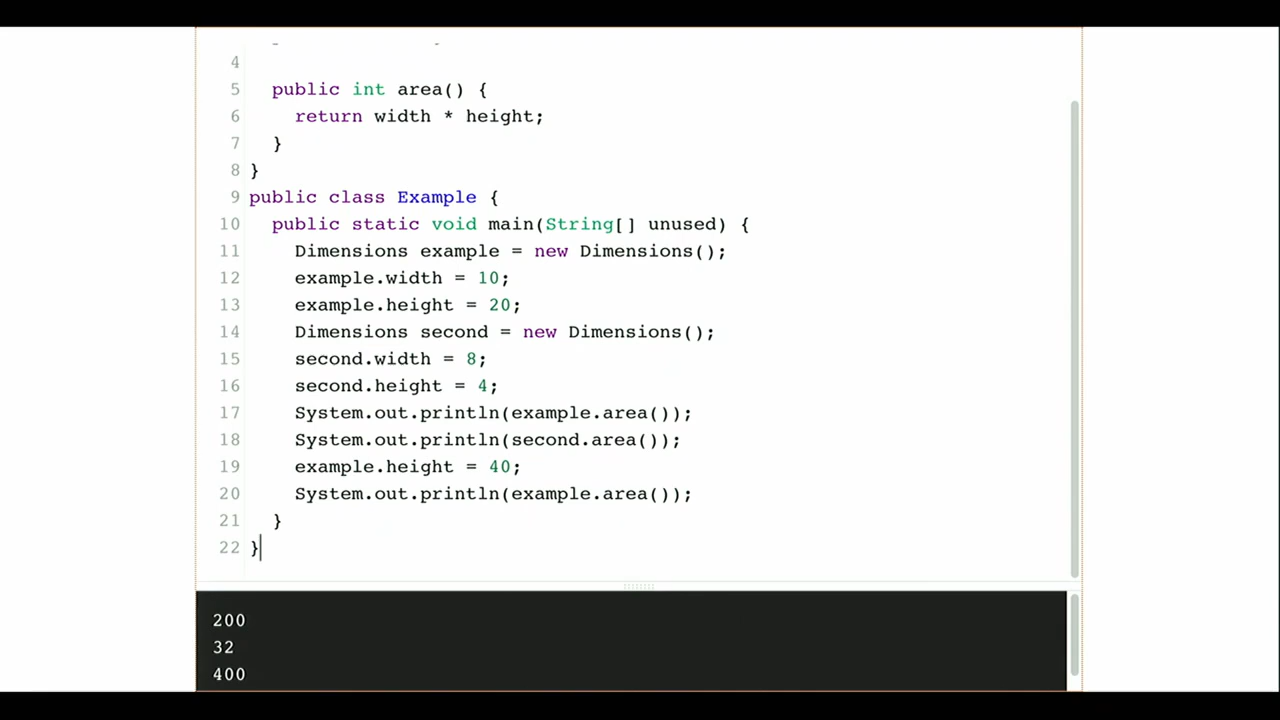 4
5 public int area() {
6 return width * height;
7 }
8 }
9 public class Example {
10 public static void main(String[] unused) {
11 Dimensions example = new Dimensions();
12 example.width = 10;
13 example.height = 20;
14 Dimensions second = new Dimensions();
15 second.width = 8;
16 second.height = 4;
17 System.out.println(example.area());
18 System.out.println(second.area());
19 example.height = 40;
20 System.out.println(example.area());
21 }
22 }
200
32
400